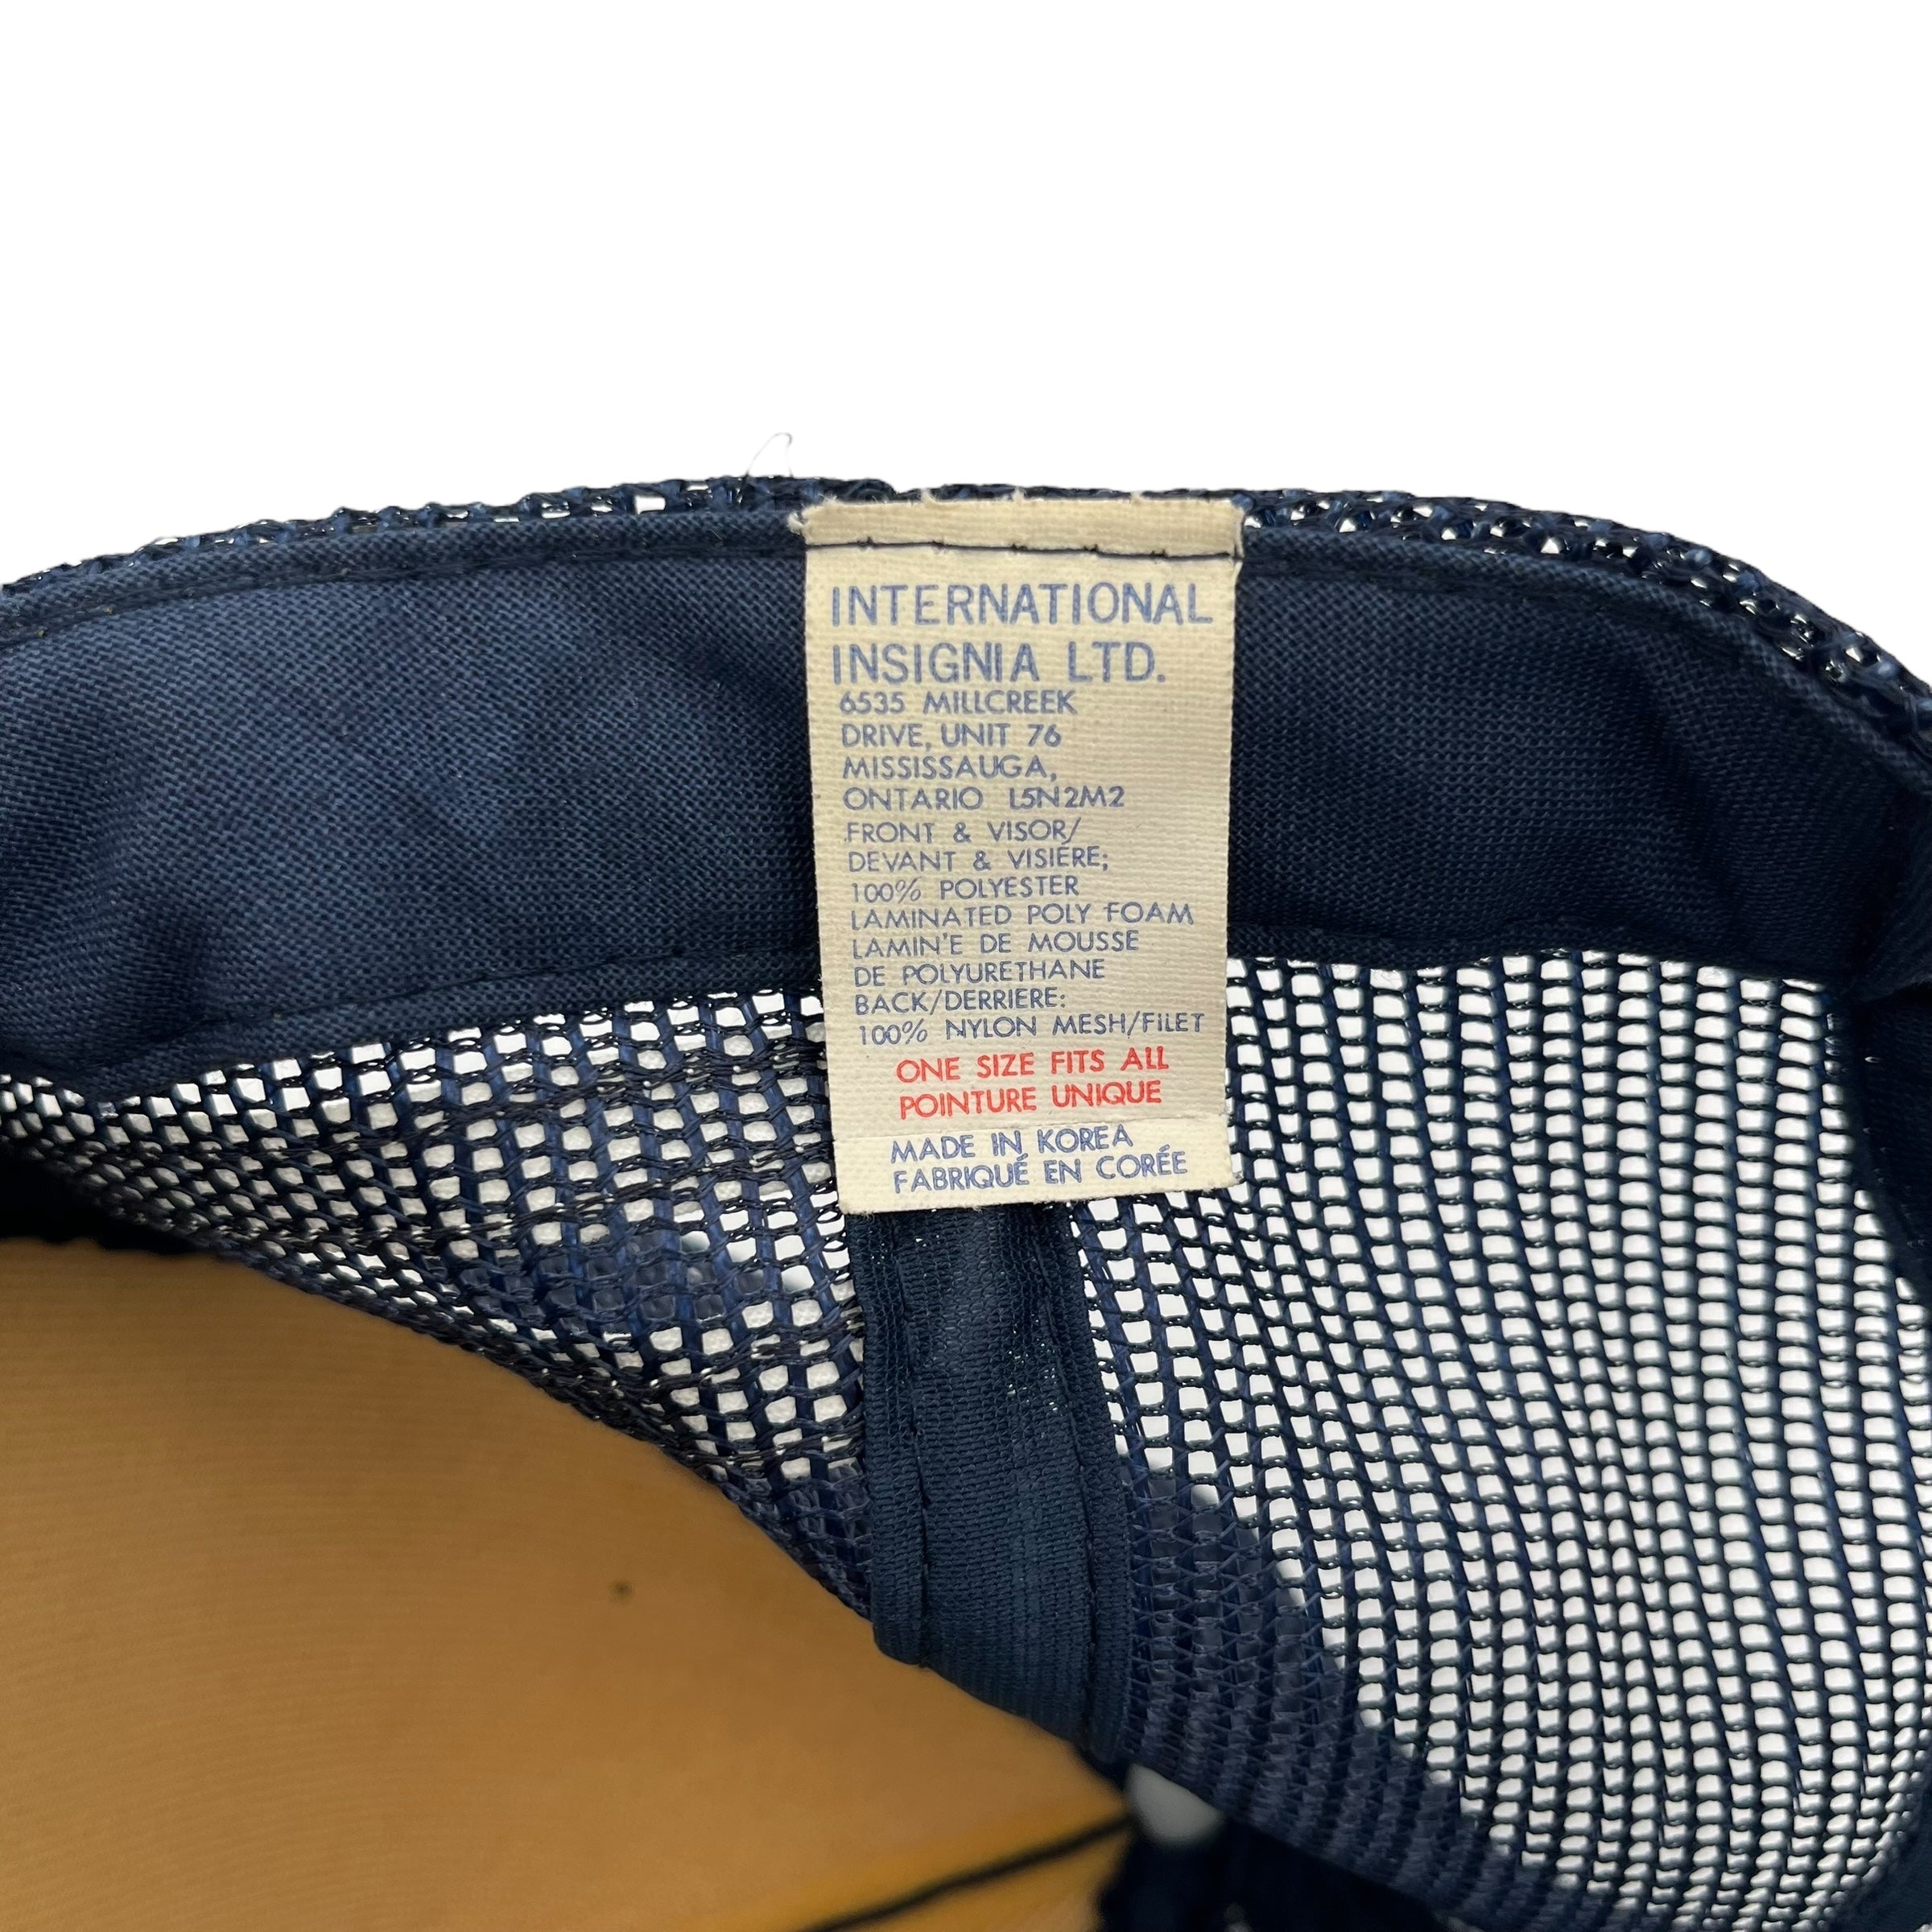 INTERNATIONAL
INSIGNIA LTD.
6535 MILLCREEK
DRIVE, UNIT 76
MISSISSAUGA,
ONTARIO L5N2M2
FRONT & VISOR/
DEVANT & VISIÈRE;
100% POLYESTER
LAMINATED POLY FOAM
LAMIN'E DE MOUSSE
DE POLYURETHANE
BACK/DERRIERE:
100% NYLON MESH/FILET
ONE SIZE FITS ALL
POINTURE UNIQUE
MADE IN KOREA
FABRIQUÉ EN CORÉE